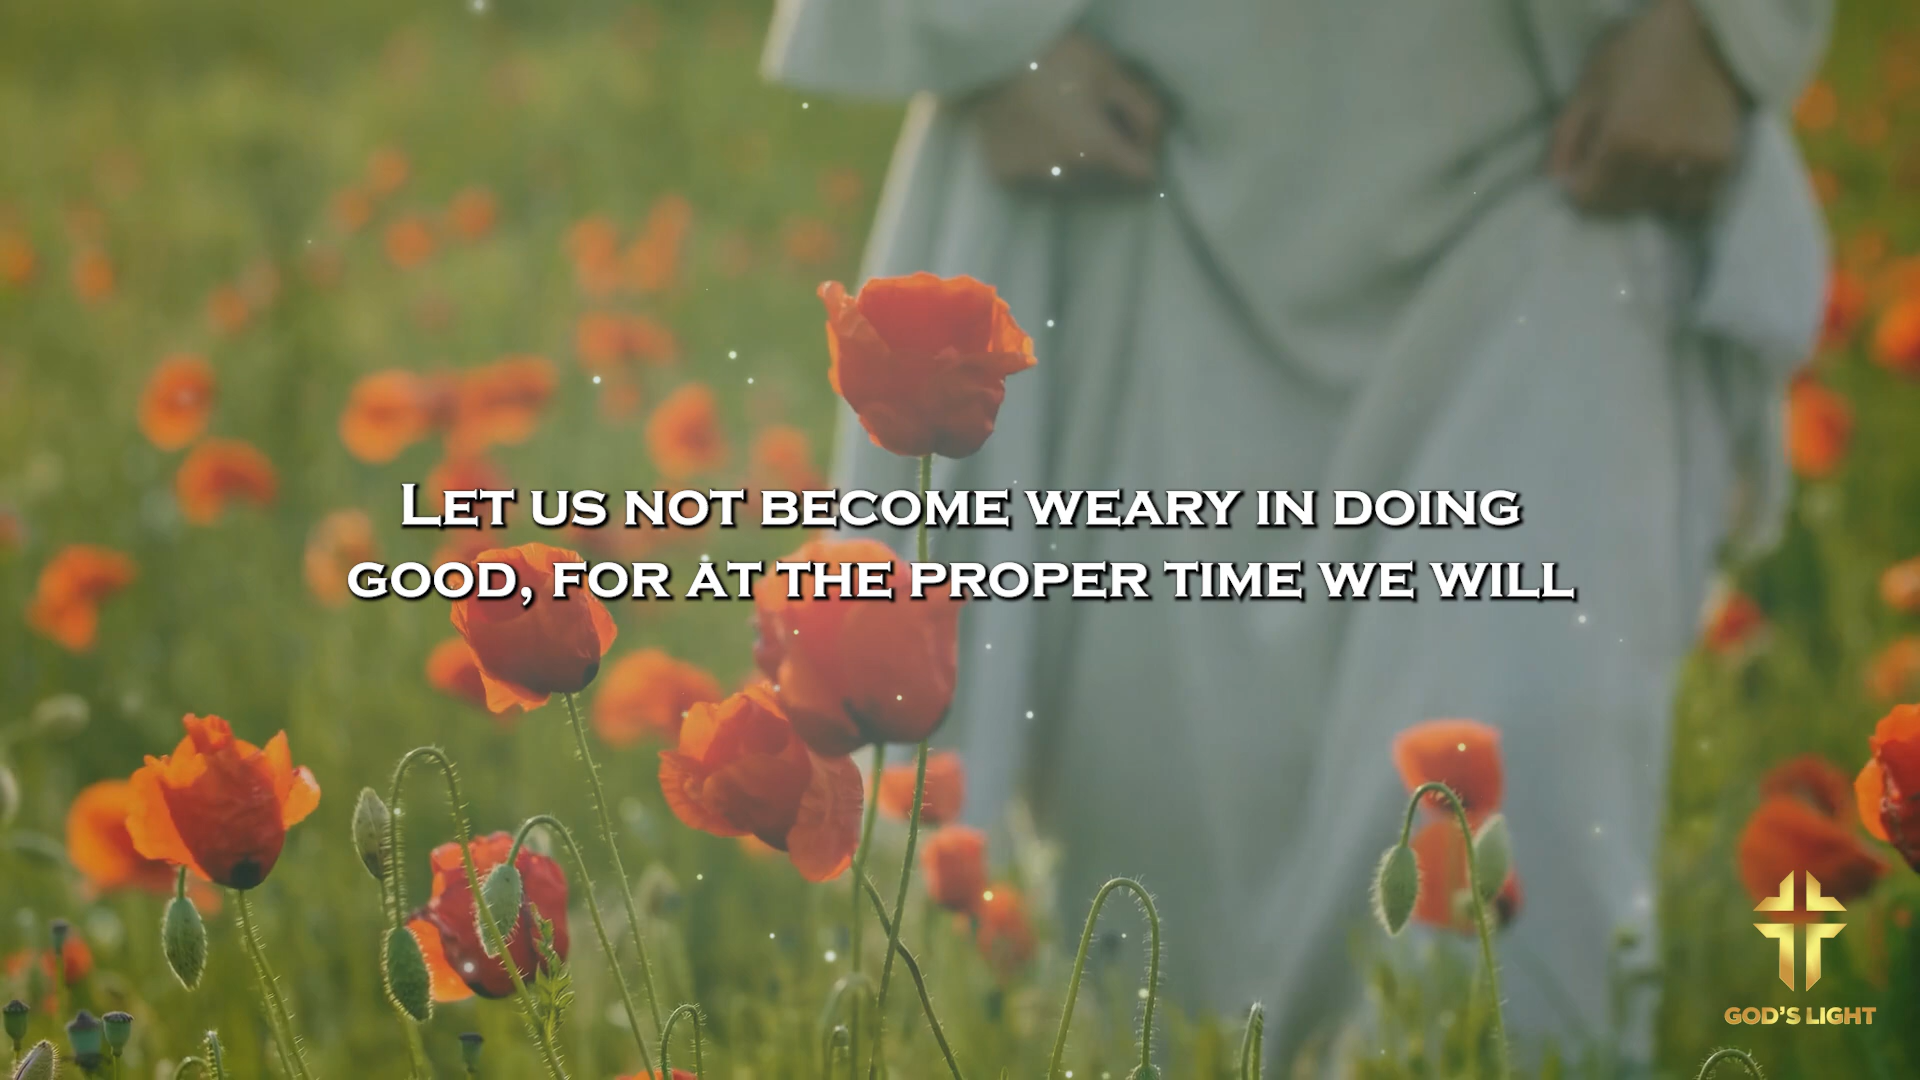 Let us not become weary in doing
good, for at the proper time we will
GOD'S LIGHT